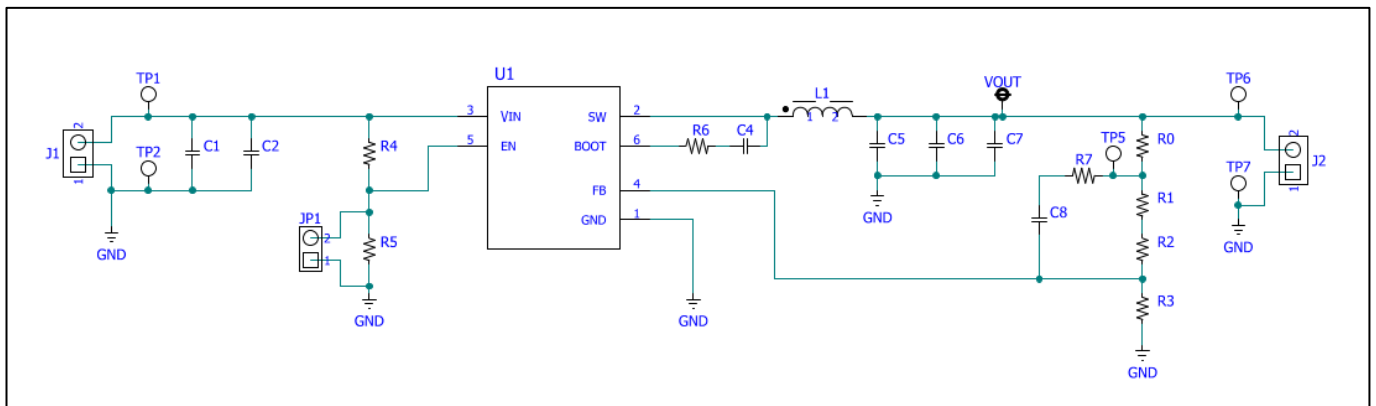 U1
TP1
VOUT
TP6
L1
3
VIN
SW
2
1
2
2
J1
1
TP2
C1
C2
R4
5
EN
BOOT
6
R6
C4
C5
C6
C7
TP5
R0
2
J2
1
R7
TP7
FB
4
R1
GND
C8
JP1
2
1
R5
GND
1
R2
GND
GND
R3
GND
GND
GND